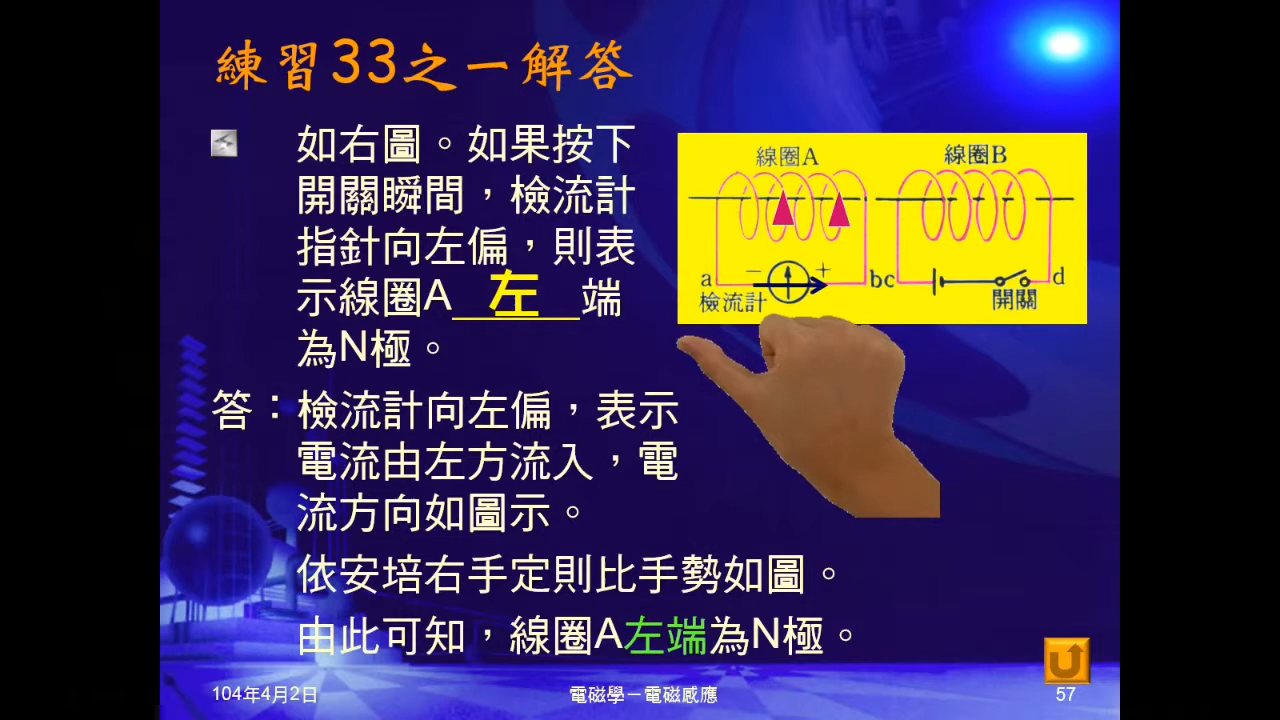 練習33之一解答
如右圖。如果按下
開關瞬間，檢流計
指針向左偏，則表
示線圈A__左__端
為N極。
線圈A
線圈B
a
－
＋
bc
d
檢流計
開關
答：檢流計向左偏，表示
電流由左方流入，電
流方向如圖示。
依安培右手定則比手勢如圖。
由此可知，線圈A左端為N極。
104年4月2日
電磁學－電磁感應
57